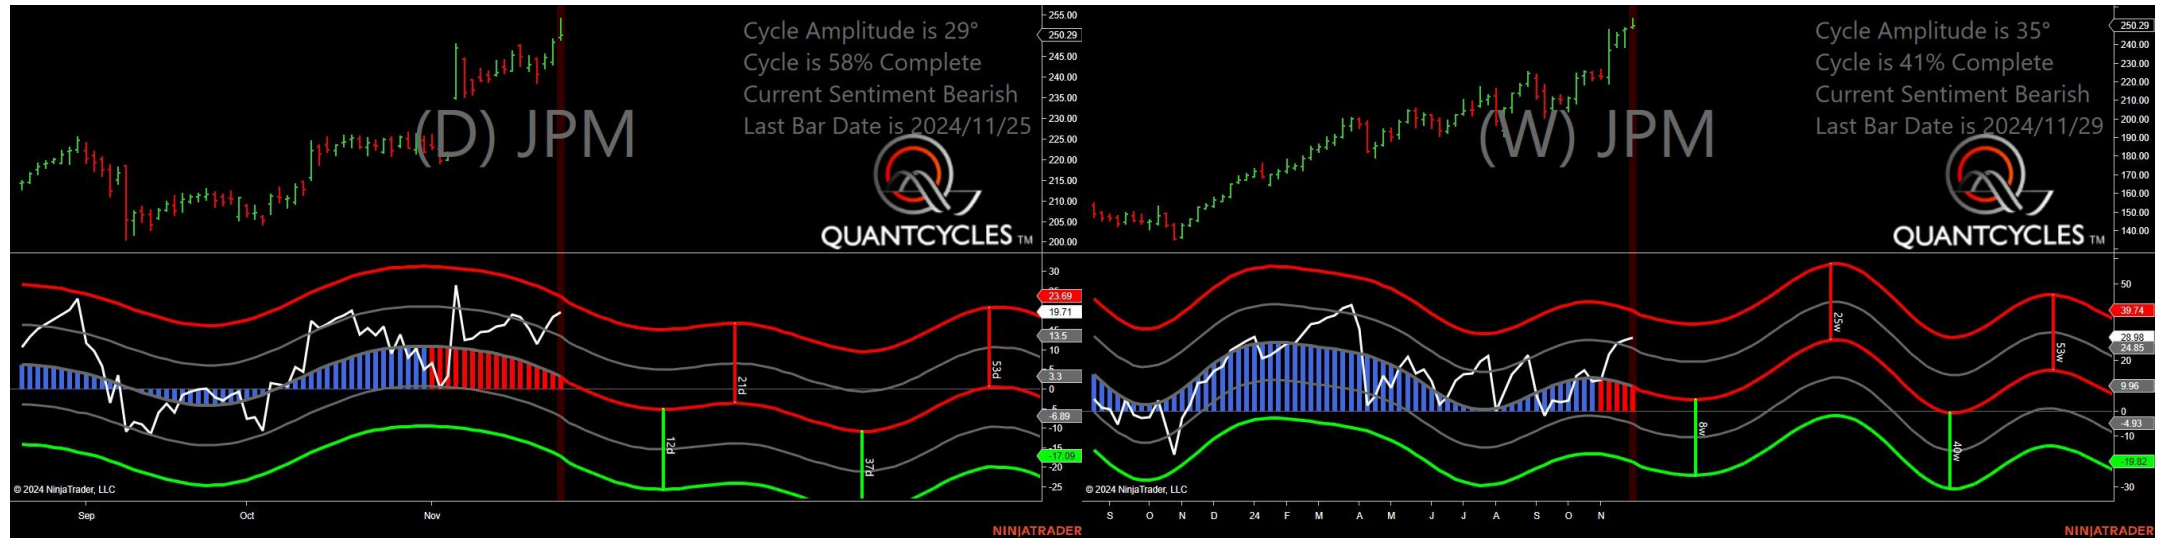 Cycle Amplitude is 29°
Cycle is 58% Complete
Current Sentiment Bearish
Last Bar Date is 2024/11/25
(D) JPM
QUANTCYCLES TM
255.00
250.29
245.00
240.00
235.00
230.00
225.00
220.00
215.00
210.00
205.00
200.00
30
23.69
19.71
13.5
10
3.3
0
-6.89
-10
-15
-17.09
-20
-25
12d
21d
37d
53d
© 2024 NinjaTrader, LLC
Sep Oct Nov
NINJATRADER
Cycle Amplitude is 35°
Cycle is 41% Complete
Current Sentiment Bearish
Last Bar Date is 2024/11/29
(W) JPM
QUANTCYCLES TM
250.29
240.00
230.00
220.00
210.00
200.00
190.00
180.00
170.00
160.00
150.00
140.00
50
39.74
28.98
24.85
20
9.96
0
-4.93
-10
-19.82
-30
8w
25w
40w
53w
© 2024 NinjaTrader, LLC
S O N D 24 F M A M J J A S O N
NINJATRADER